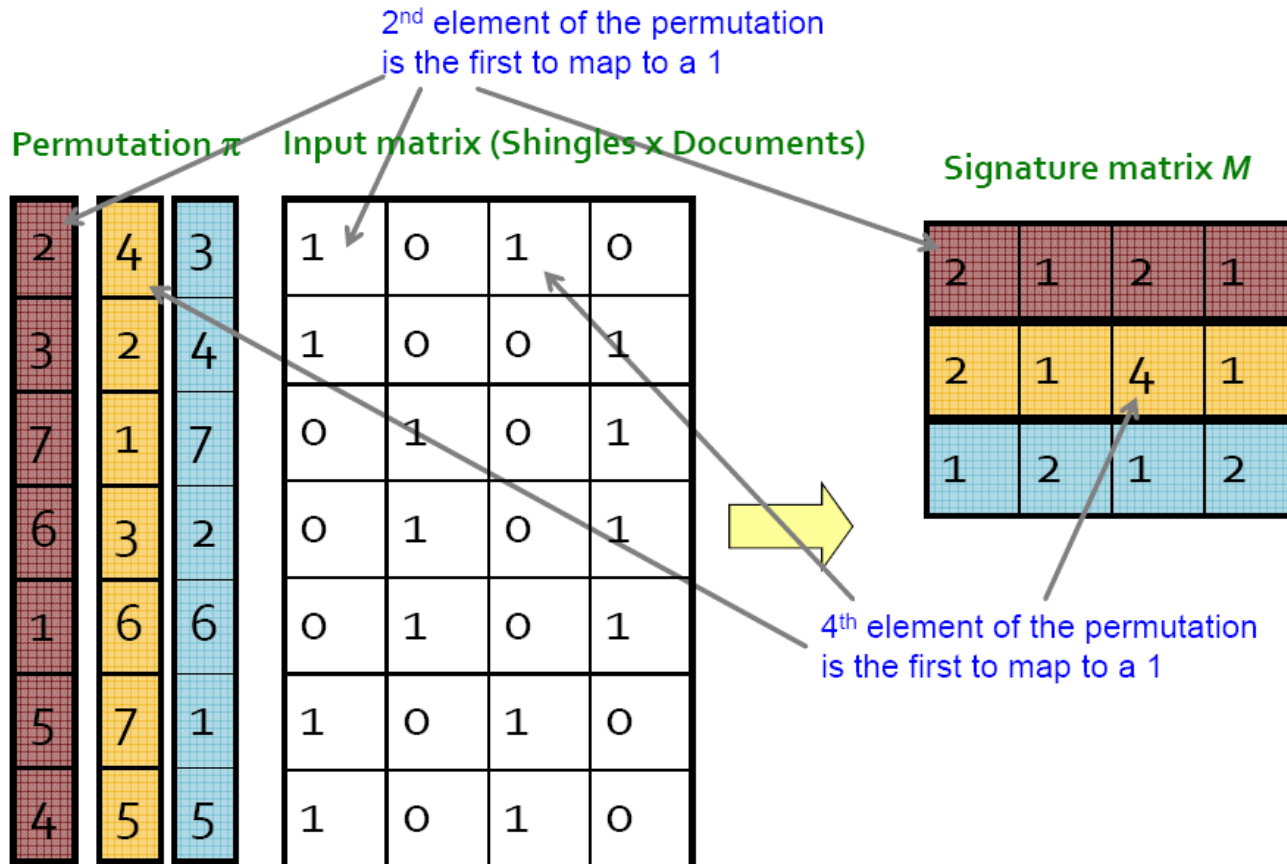 2nd element of the permutation
is the first to map to a 1
Permutation π
Input matrix (Shingles x Documents)
Signature matrix M
2 4 3 1 0 1 0
3 2 4 1 0 0 1
7 1 7 0 1 0 1
6 3 2 0 1 0 1
1 6 6 0 1 0 1
5 7 1 1 0 1 0
4 5 5 1 0 1 0
2 1 2 1
2 1 4 1
1 2 1 2
4th element of the permutation
is the first to map to a 1